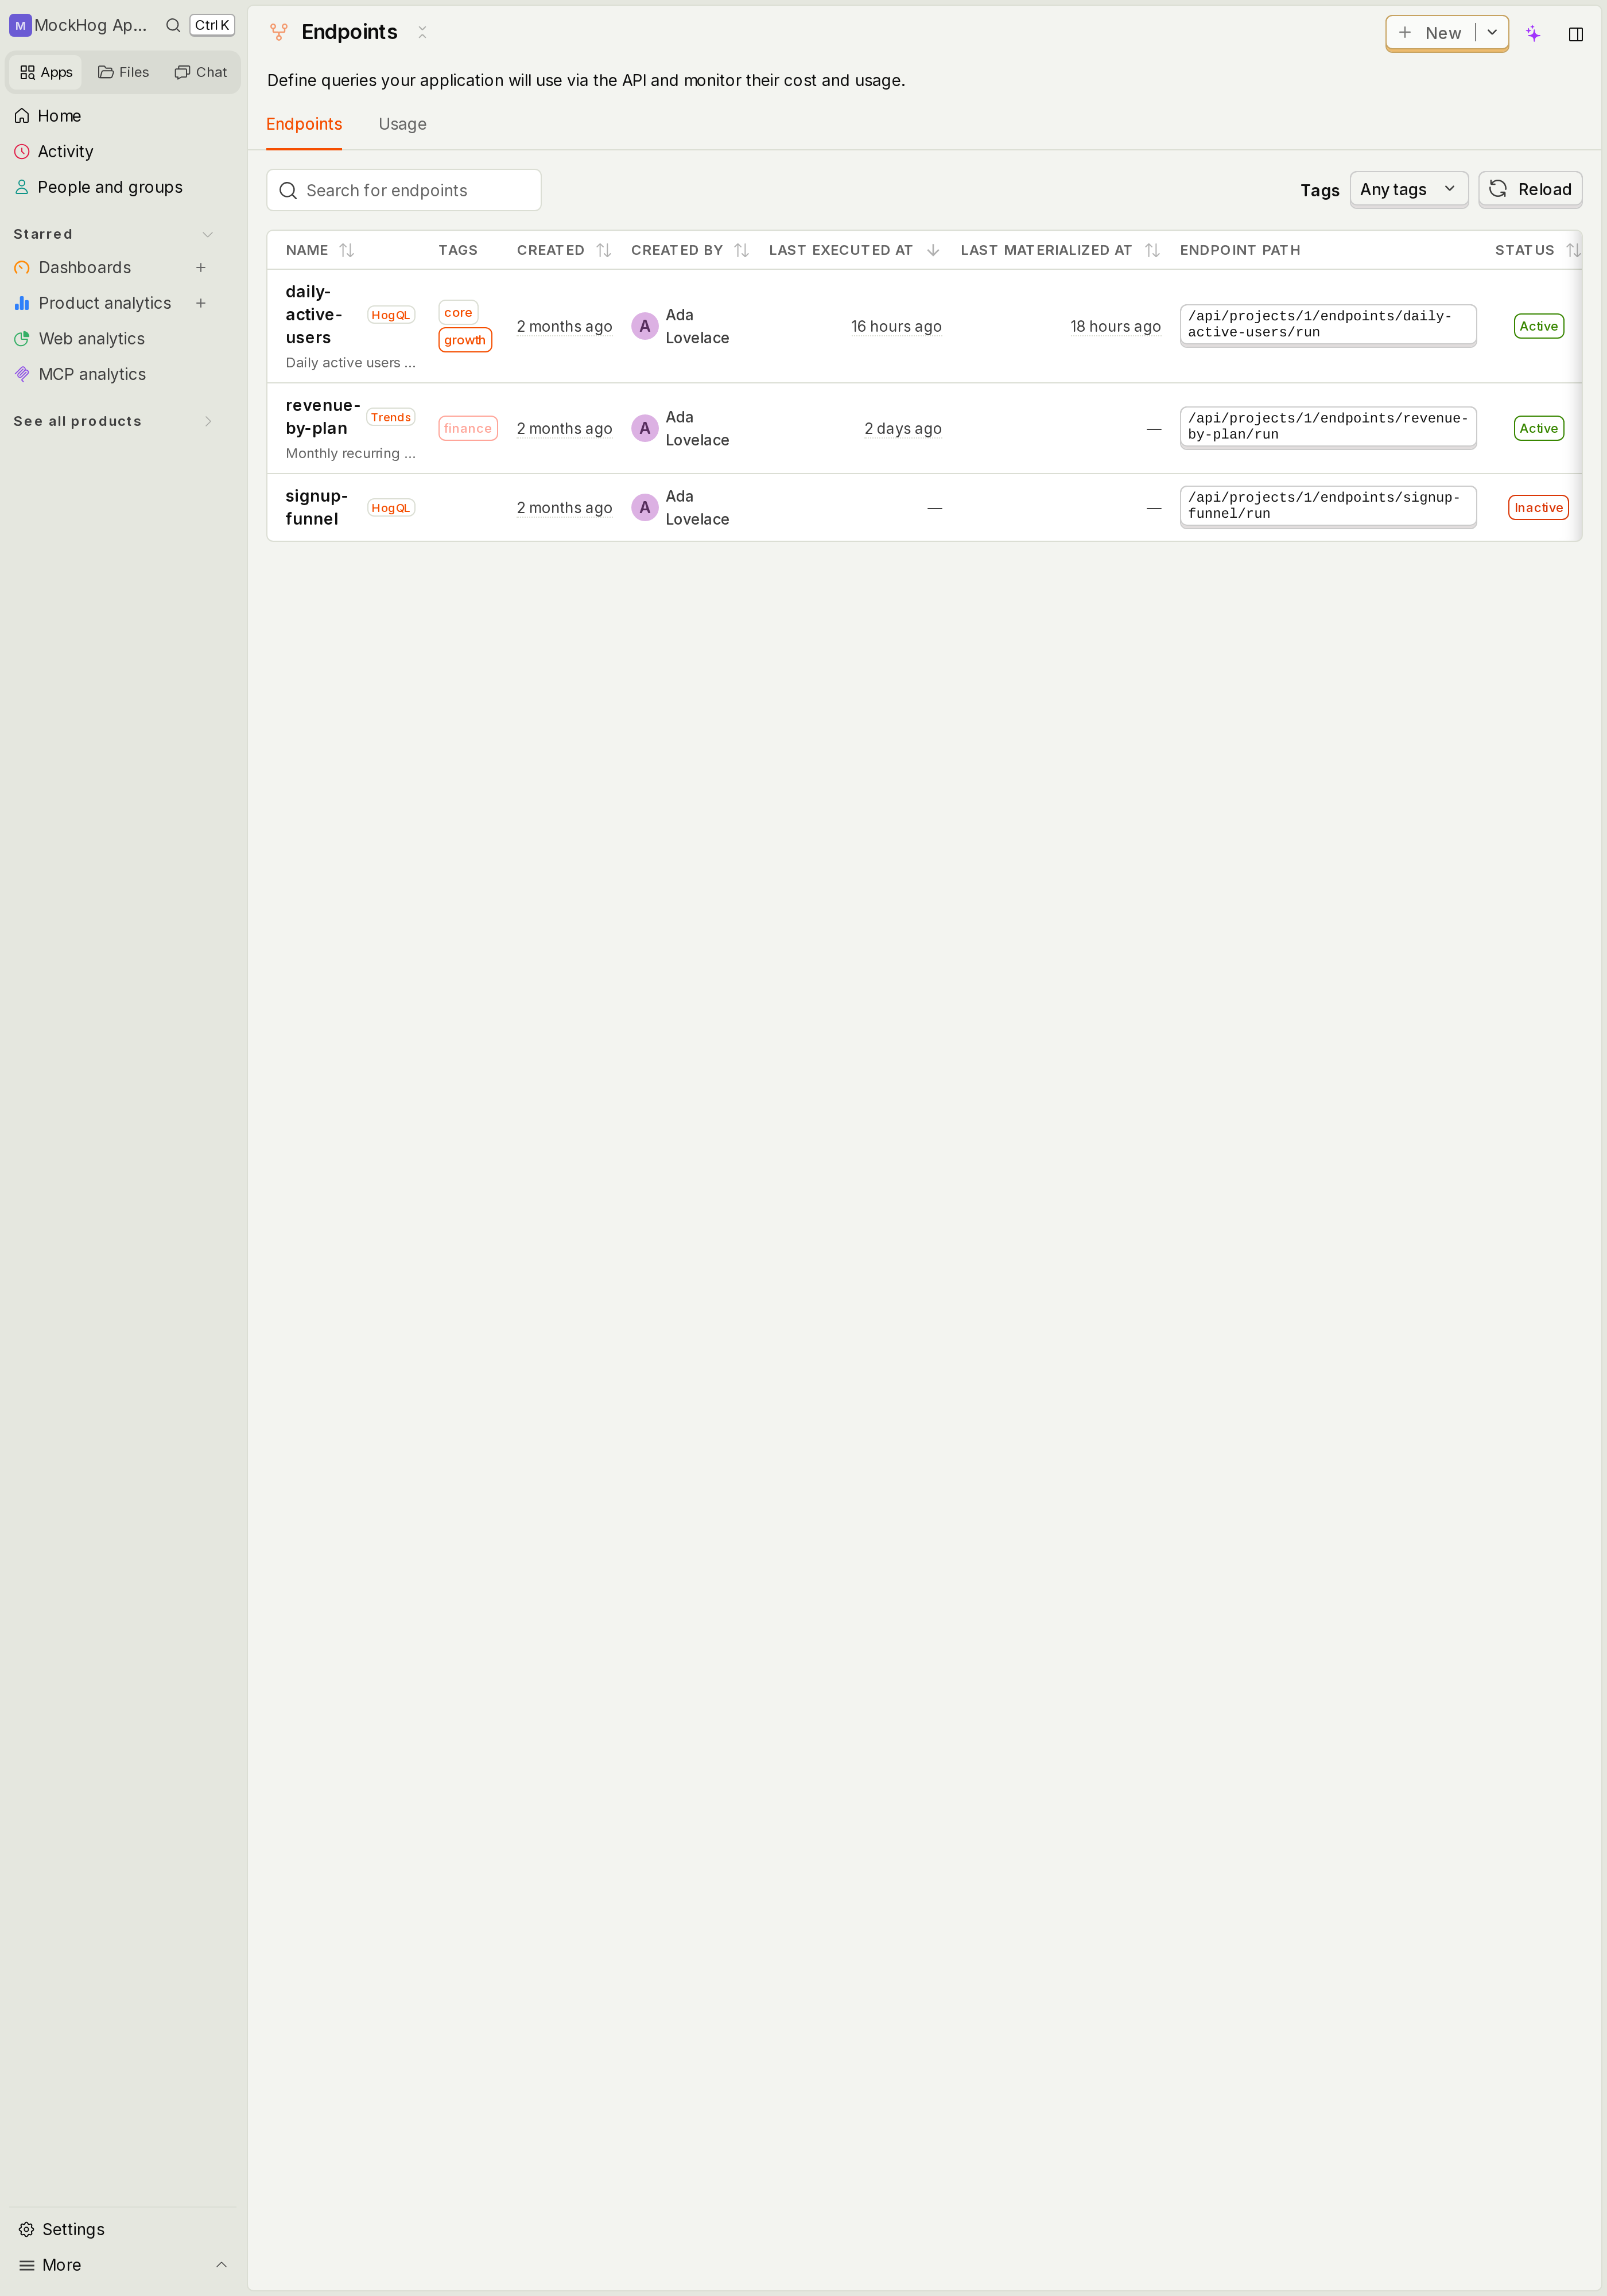 M MockHog Ap... Ctrl K
Apps Files Chat
Home
Activity
People and groups
Starred
Dashboards
Product analytics
Web analytics
MCP analytics
See all products
Settings
More
Endpoints
New
Define queries your application will use via the API and monitor their cost and usage.
Endpoints Usage
Search for endpoints
Tags Any tags Reload
NAME TAGS CREATED CREATED BY LAST EXECUTED AT LAST MATERIALIZED AT ENDPOINT PATH STATUS
daily-
active-
users
HogQL
Daily active users ...
core
growth
2 months ago
A
Ada
Lovelace
16 hours ago
18 hours ago
/api/projects/1/endpoints/daily-
active-users/run
Active
revenue-
by-plan
Trends
Monthly recurring ...
finance
2 months ago
A
Ada
Lovelace
2 days ago
—
/api/projects/1/endpoints/revenue-
by-plan/run
Active
signup-
funnel
HogQL
2 months ago
A
Ada
Lovelace
—
—
/api/projects/1/endpoints/signup-
funnel/run
Inactive